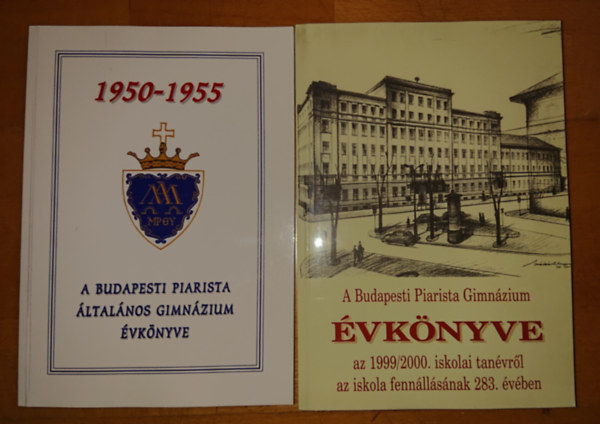 1950-1955
MPOY
A BUDAPESTI PIARISTA
ÁLTALÁNOS GIMNÁZIUM
ÉVKÖNYVE
A Budapesti Piarista Gimnázium
ÉVKÖNYVE
az 1999/2000. iskolai tanévről
az iskola fennállásának 283. évében